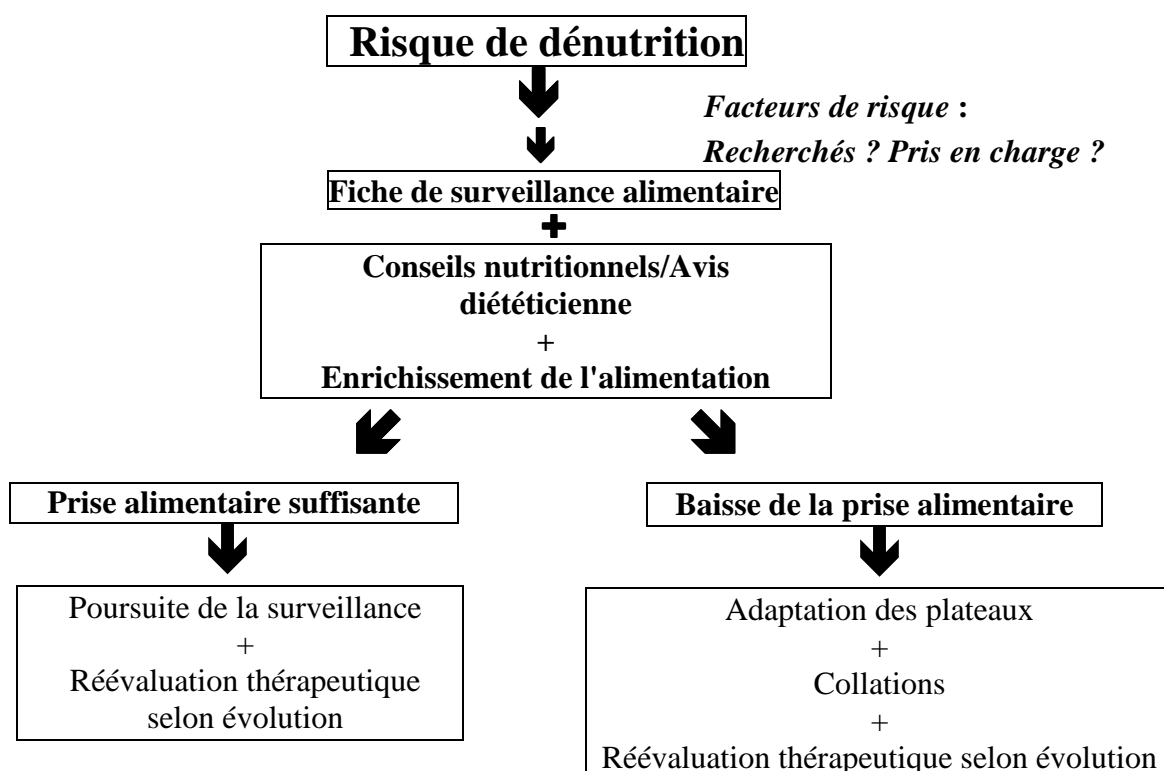 Risque de dénutrition
Facteurs de risque :
Recherchés ? Pris en charge ?
Fiche de surveillance alimentaire
+
Conseils nutritionnels/Avis
diététicienne
+
Enrichissement de l'alimentation
Prise alimentaire suffisante
Poursuite de la surveillance
+
Réévaluation thérapeutique
selon évolution
Baisse de la prise alimentaire
Adaptation des plateaux
+
Collations
+
Réévaluation thérapeutique selon évolution